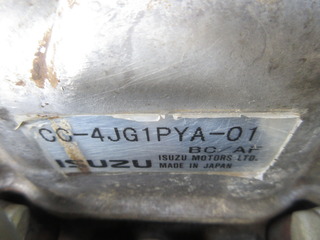 CC-4JG1PYA-01
BC/AF
ISUZU ISUZU MOTORS LTD.
MADE IN JAPAN